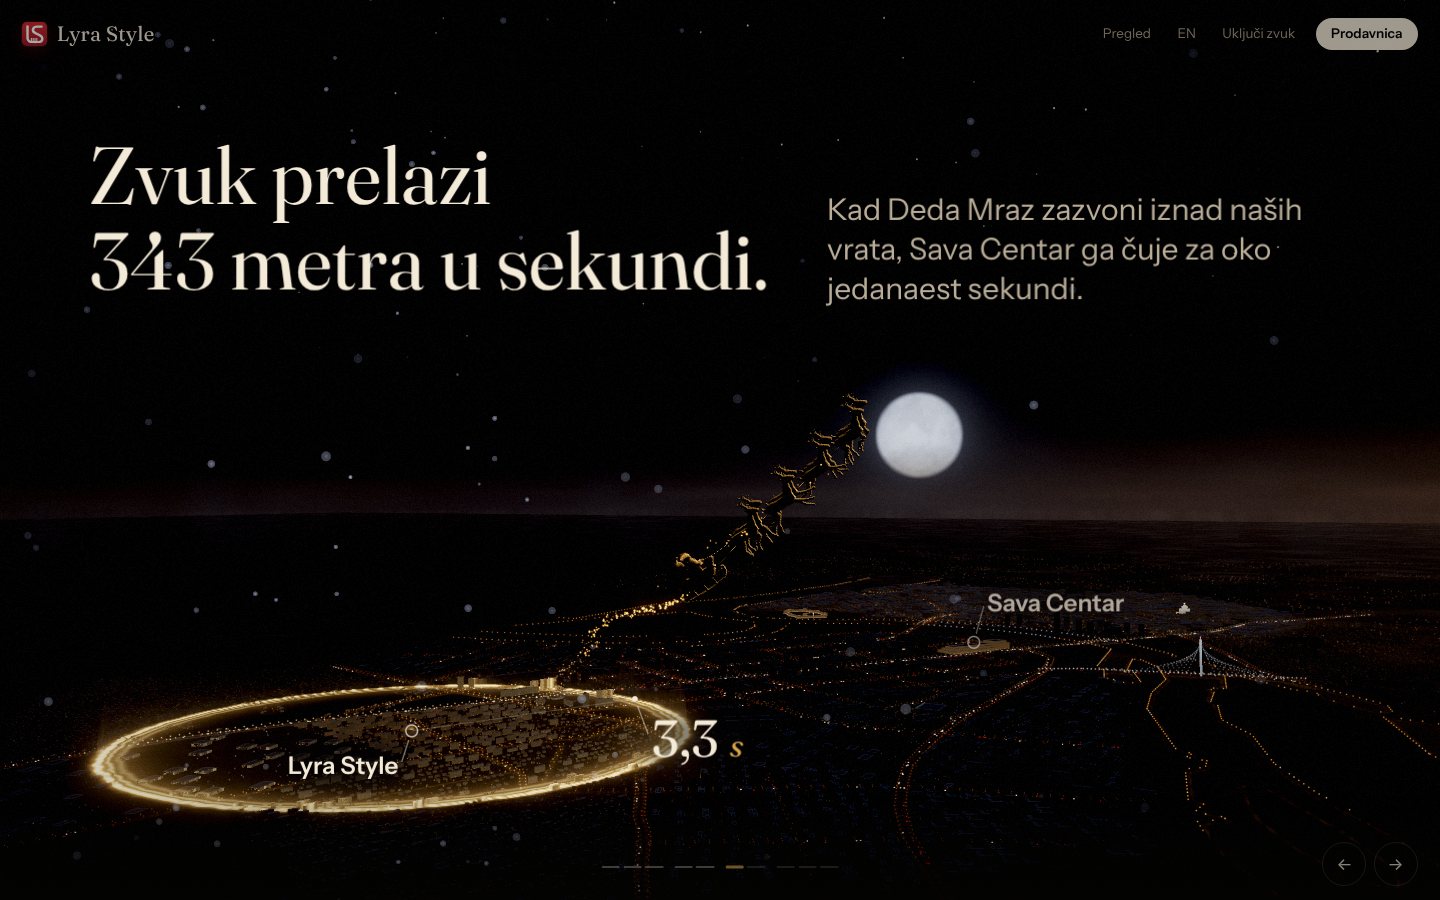 Lyra Style
Pregled
EN
Uključi zvuk
Prodavnica
Zvuk prelazi
343 metra u sekundi.
Kad Deda Mraz zazvoni iznad naših
vrata, Sava Centar ga čuje za oko
jedanaest sekundi.
Sava Centar
3,3 s
Lyra Style